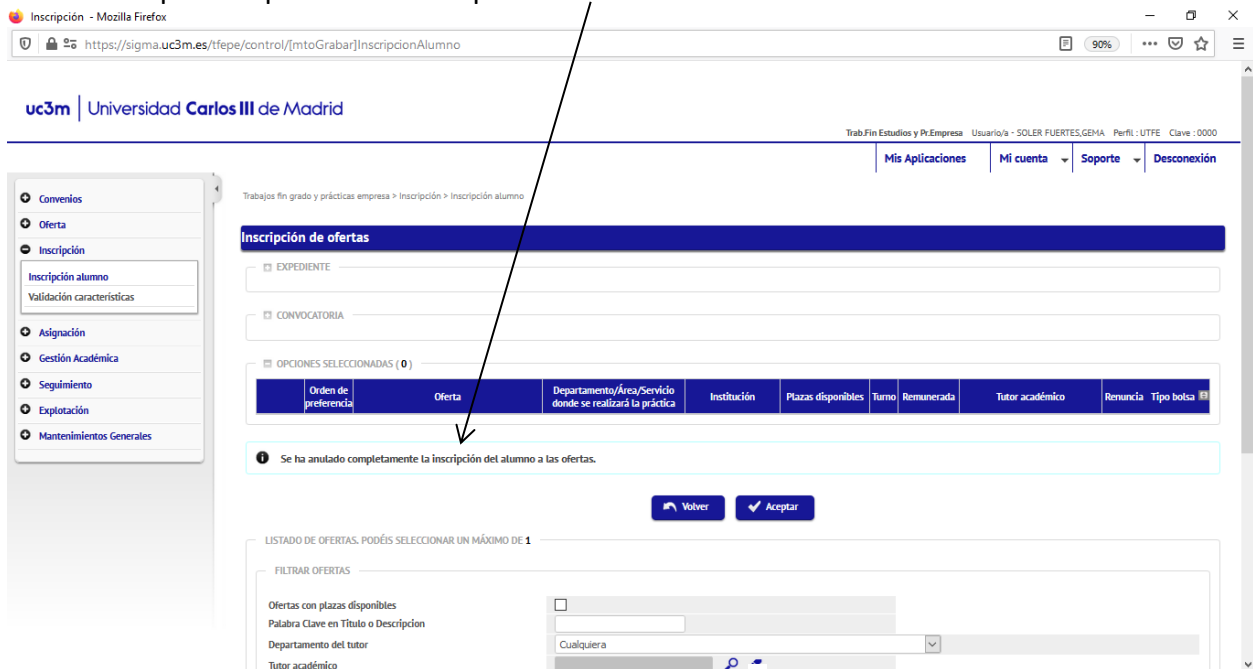 Inscripción - Mozilla Firefox
https://sigma.uc3m.es/tfepe/control/[mtoGrabar]InscripcionAlumno
90%
uc3m | Universidad Carlos III de Madrid
Trab.Fin Estudios y Pr.Empresa Usuario/a - SOLER FUERTES,GEMA Perfil : UTFE Clave : 0000
Mis Aplicaciones Mi cuenta Soporte Desconexión
Convenios
Oferta
Inscripción
Inscripción alumno
Validación características
Asignación
Gestión Académica
Seguimiento
Explotación
Mantenimientos Generales
Trabajos fin grado y prácticas empresa > Inscripción > Inscripción alumno
Inscripción de ofertas
EXPEDIENTE
CONVOCATORIA
OPCIONES SELECCIONADAS ( 0 )
Orden de preferencia Oferta Departamento/Área/Servicio donde se realizará la práctica Institución Plazas disponibles Turno Remunerada Tutor académico Renuncia Tipo bolsa
Se ha anulado completamente la inscripción del alumno a las ofertas.
Volver Aceptar
LISTADO DE OFERTAS. PODÉIS SELECCIONAR UN MÁXIMO DE 1
FILTRAR OFERTAS
Ofertas con plazas disponibles
Palabra Clave en Titulo o Descripcion
Departamento del tutor Cualquiera
Tutor académico